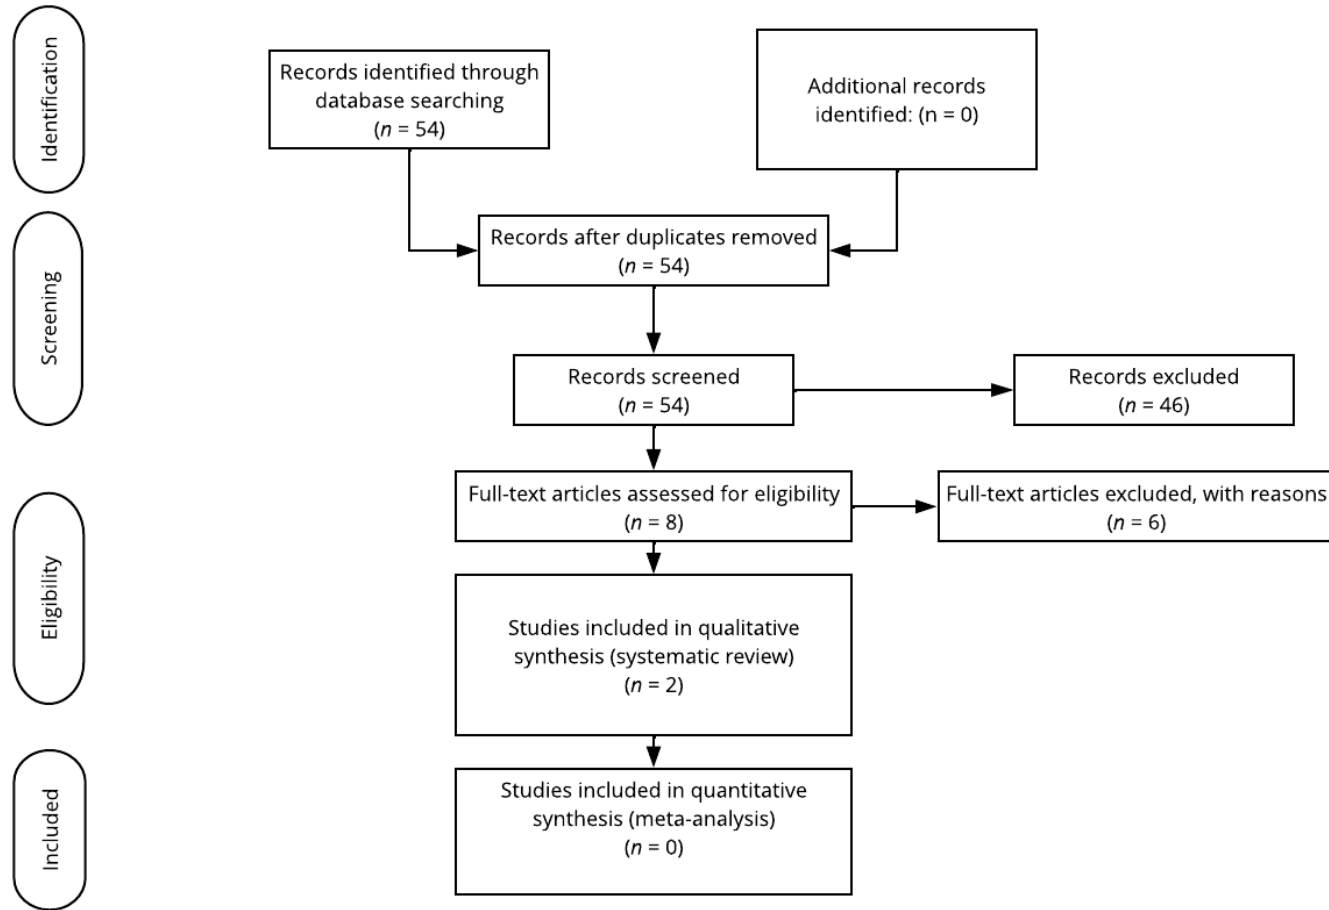 Identification
Records identified through
database searching
(n = 54)
Additional records
identified: (n = 0)
Screening
Records after duplicates removed
(n = 54)
Records screened
(n = 54)
Records excluded
(n = 46)
Eligibility
Full-text articles assessed for eligibility
(n = 8)
Full-text articles excluded, with reasons
(n = 6)
Studies included in qualitative
synthesis (systematic review)
(n = 2)
Included
Studies included in quantitative
synthesis (meta-analysis)
(n = 0)